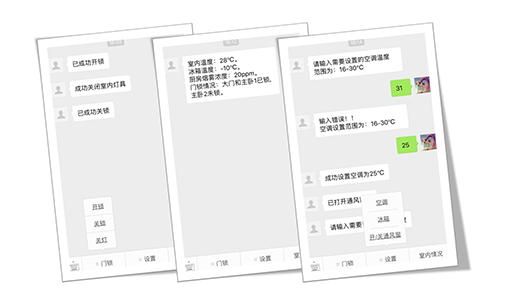 已成功开锁
成功关闭室内灯具
已成功关锁
开锁
关锁
关灯
门锁
设置
室内温度：28℃。
冰箱温度：-10℃。
厨房烟雾浓度：20ppm。
门锁情况：大门和主卧1已锁，
主卧2未锁。
门锁
设置
请输入需要设置的空调温度
范围为：16-30℃
31
输入错误！！
空调设置范围为：16-30℃
25
成功设置空调为25℃
已打开通风
请输入需要
空调
冰箱
开/关通风窗
门锁
设置
室内情况